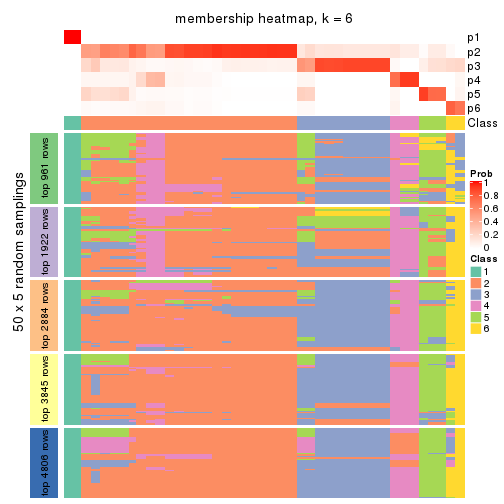 membership heatmap, k = 6
p1
p2
p3
p4
p5
p6
Class
50 x 5 random samplings
top 961 rows
top 1922 rows
top 2884 rows
top 3845 rows
top 4806 rows
Prob
1
0.8
0.6
0.4
0.2
0
Class
1
2
3
4
5
6